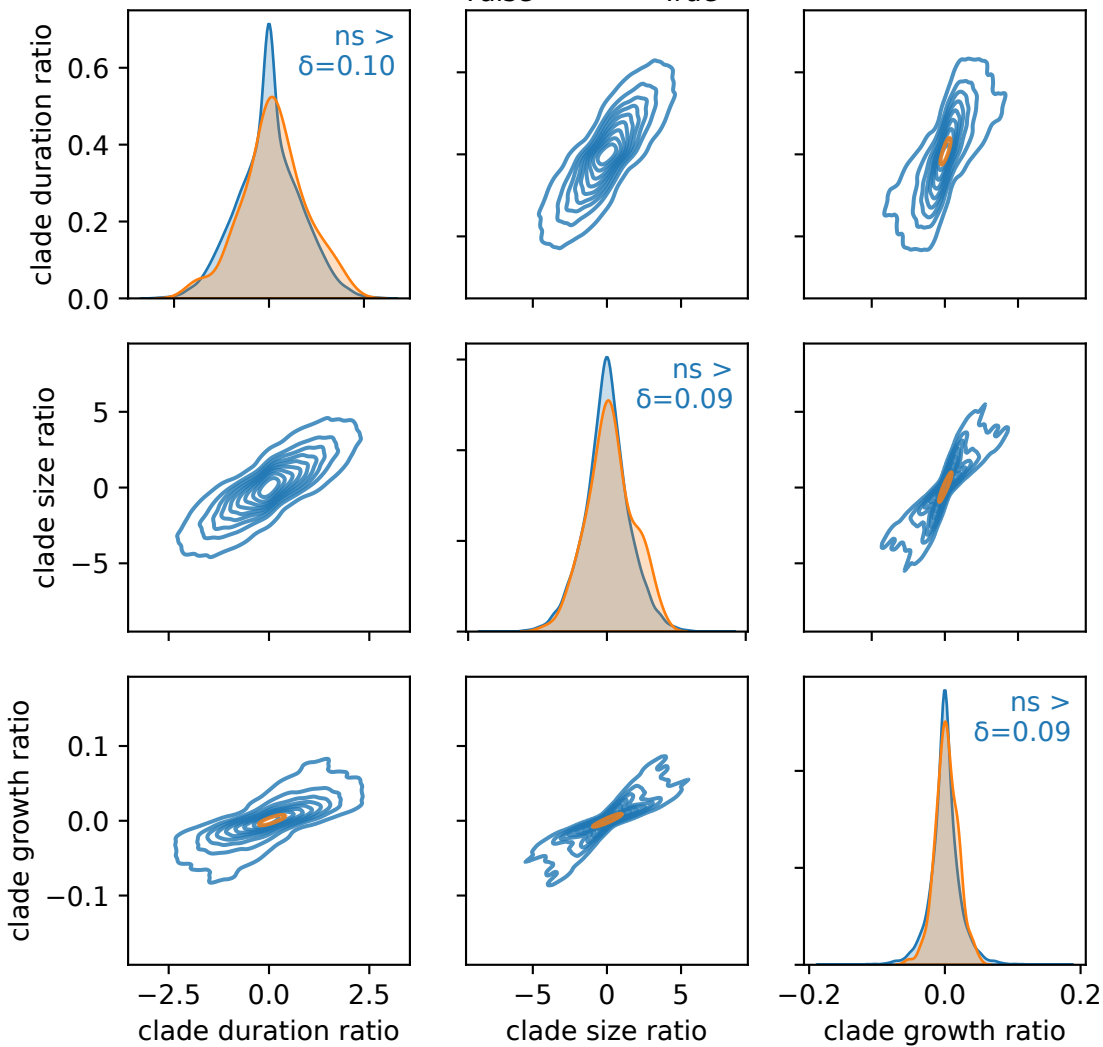 clade duration ratio
0.6
0.4
0.2
0.0
ns >
δ=0.10
clade size ratio
5
0
−5
ns >
δ=0.09
clade growth ratio
0.1
0.0
−0.1
ns >
δ=0.09
−2.5 0.0 2.5
−5 0 5
−0.2 0.0 0.2
clade duration ratio
clade size ratio
clade growth ratio